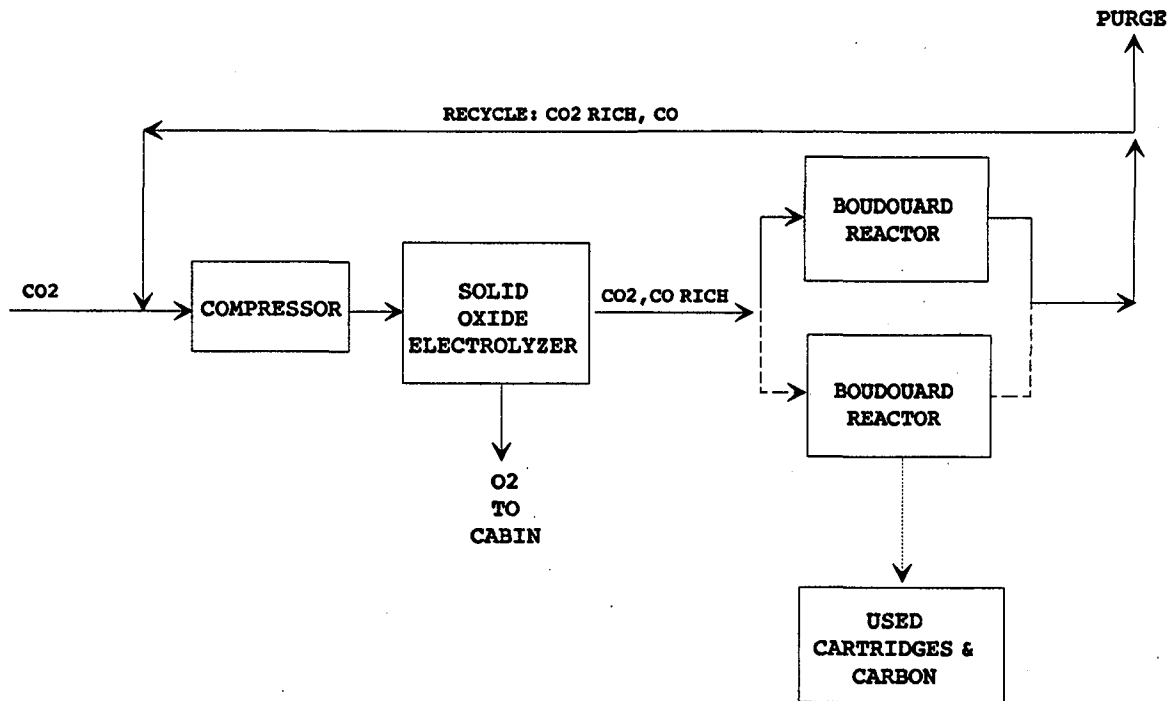 PURGE
RECYCLE: CO2 RICH, CO
BOUDOUARD
REACTOR
CO2
COMPRESSOR
SOLID
OXIDE
ELECTROLYZER
CO2,CO RICH
BOUDOUARD
REACTOR
O2
TO
CABIN
USED
CARTRIDGES &
CARBON